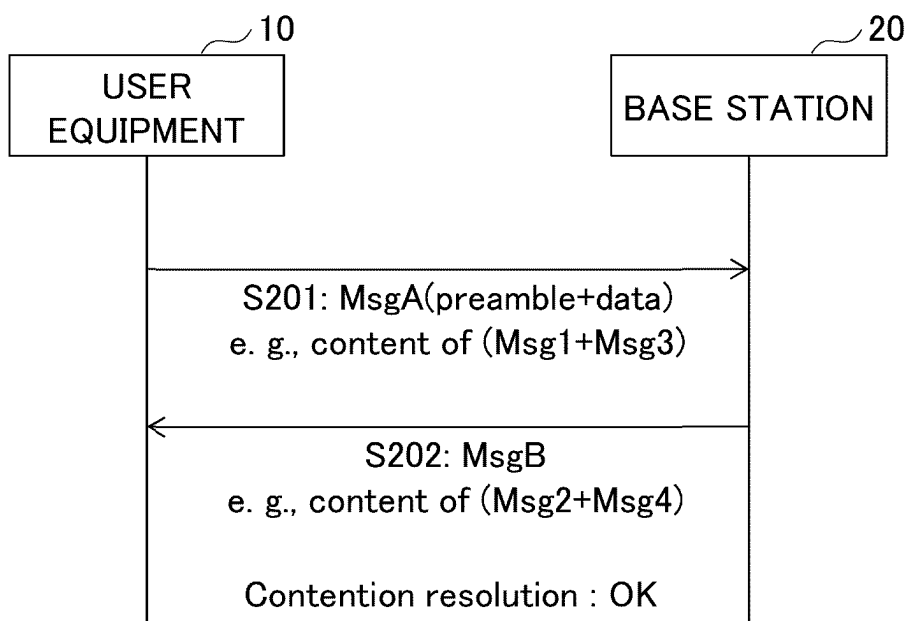 10
20
USER
EQUIPMENT
BASE STATION
S201: MsgA(preamble+data)
e. g., content of (Msg1+Msg3)
S202: MsgB
e. g., content of (Msg2+Msg4)
Contention resolution : OK